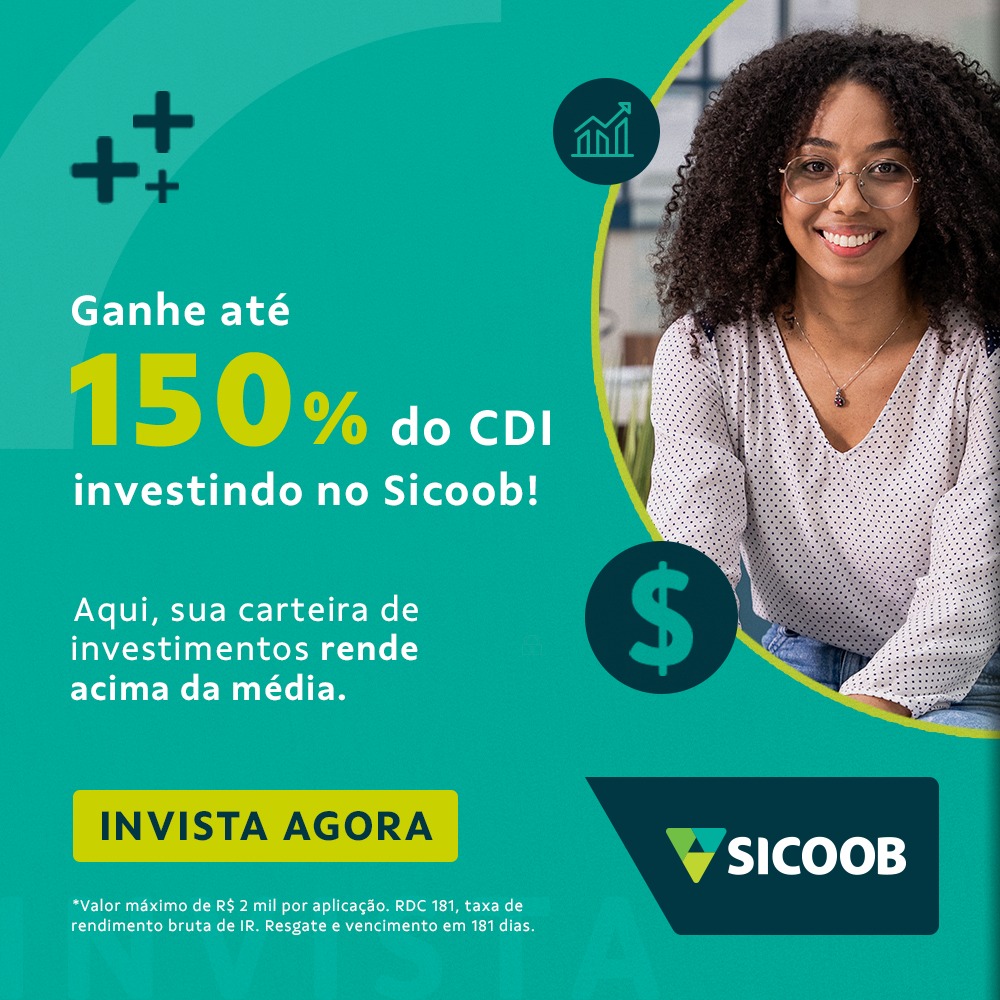 Ganhe até
150% do CDI
investindo no Sicoob!
Aqui, sua carteira de
investimentos rende
acima da média.
INVISTA AGORA
SICOOB
*Valor máximo de R$ 2 mil por aplicação. RDC 181, taxa de
rendimento bruta de IR. Resgate e vencimento em 181 dias.
INVISTA